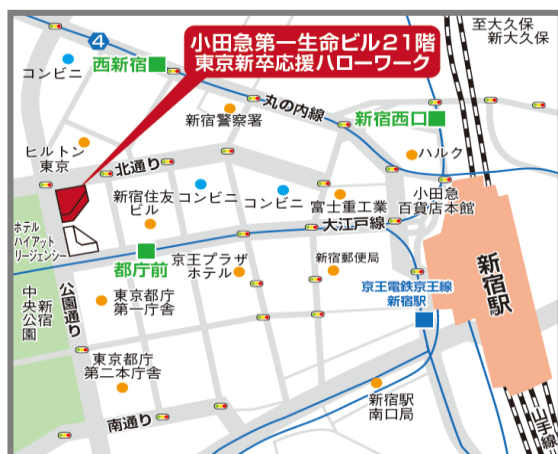 至大久保
新大久保
4
小田急第一生命ビル21階
東京新卒応援ハローワーク
コンビニ
西新宿
丸の内線
新宿警察署
新宿西口
ヒルトン
東京
北通り
ハルク
新宿住友
ビル
コンビニ
コンビニ
富士重工業
小田急
百貨店本館
大江戸線
ホテル
ハイアット
リージェンシー
都庁前
京王プラザ
ホテル
新宿郵便局
新宿駅
京王電鉄京王線
新宿駅
新宿
中央公園
公園通り
東京都庁
第一庁舎
東京都庁
第二本庁舎
新宿駅
南口局
南通り
山手線